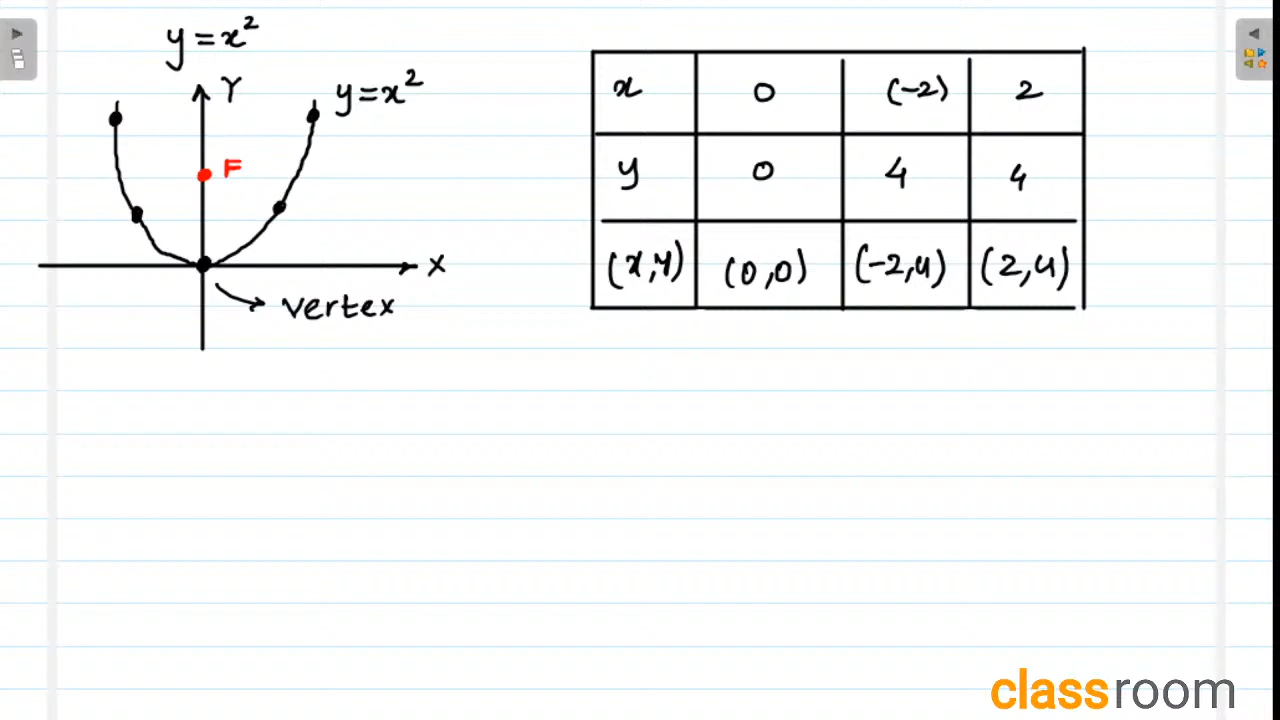 y = x²
Y
y = x²
F
X
vertex
x 0 (-2) 2
y 0 4 4
(x,y) (0,0) (-2,4) (2,4)
classroom